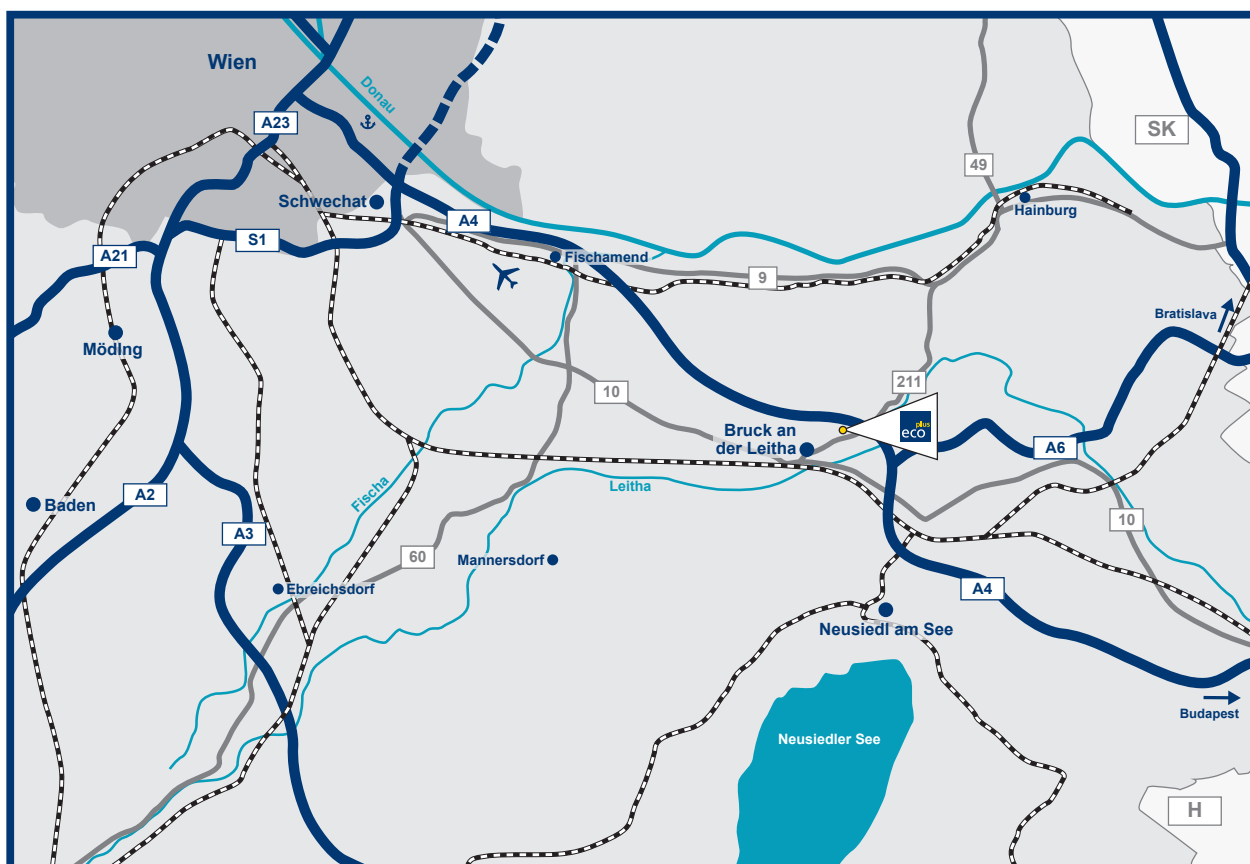 Wien
Donau
A23
SK
49
Schwechat
Hainburg
A4
S1
A21
Fischamend
9
Bratislava
Mödlng
10
211
plus
eco
Bruck an
der Leitha
A6
Fischa
Leitha
A2
Baden
10
A3
60
Mannersdorf
Ebreichsdorf
A4
Neusiedl am See
Budapest
Neusiedler See
H